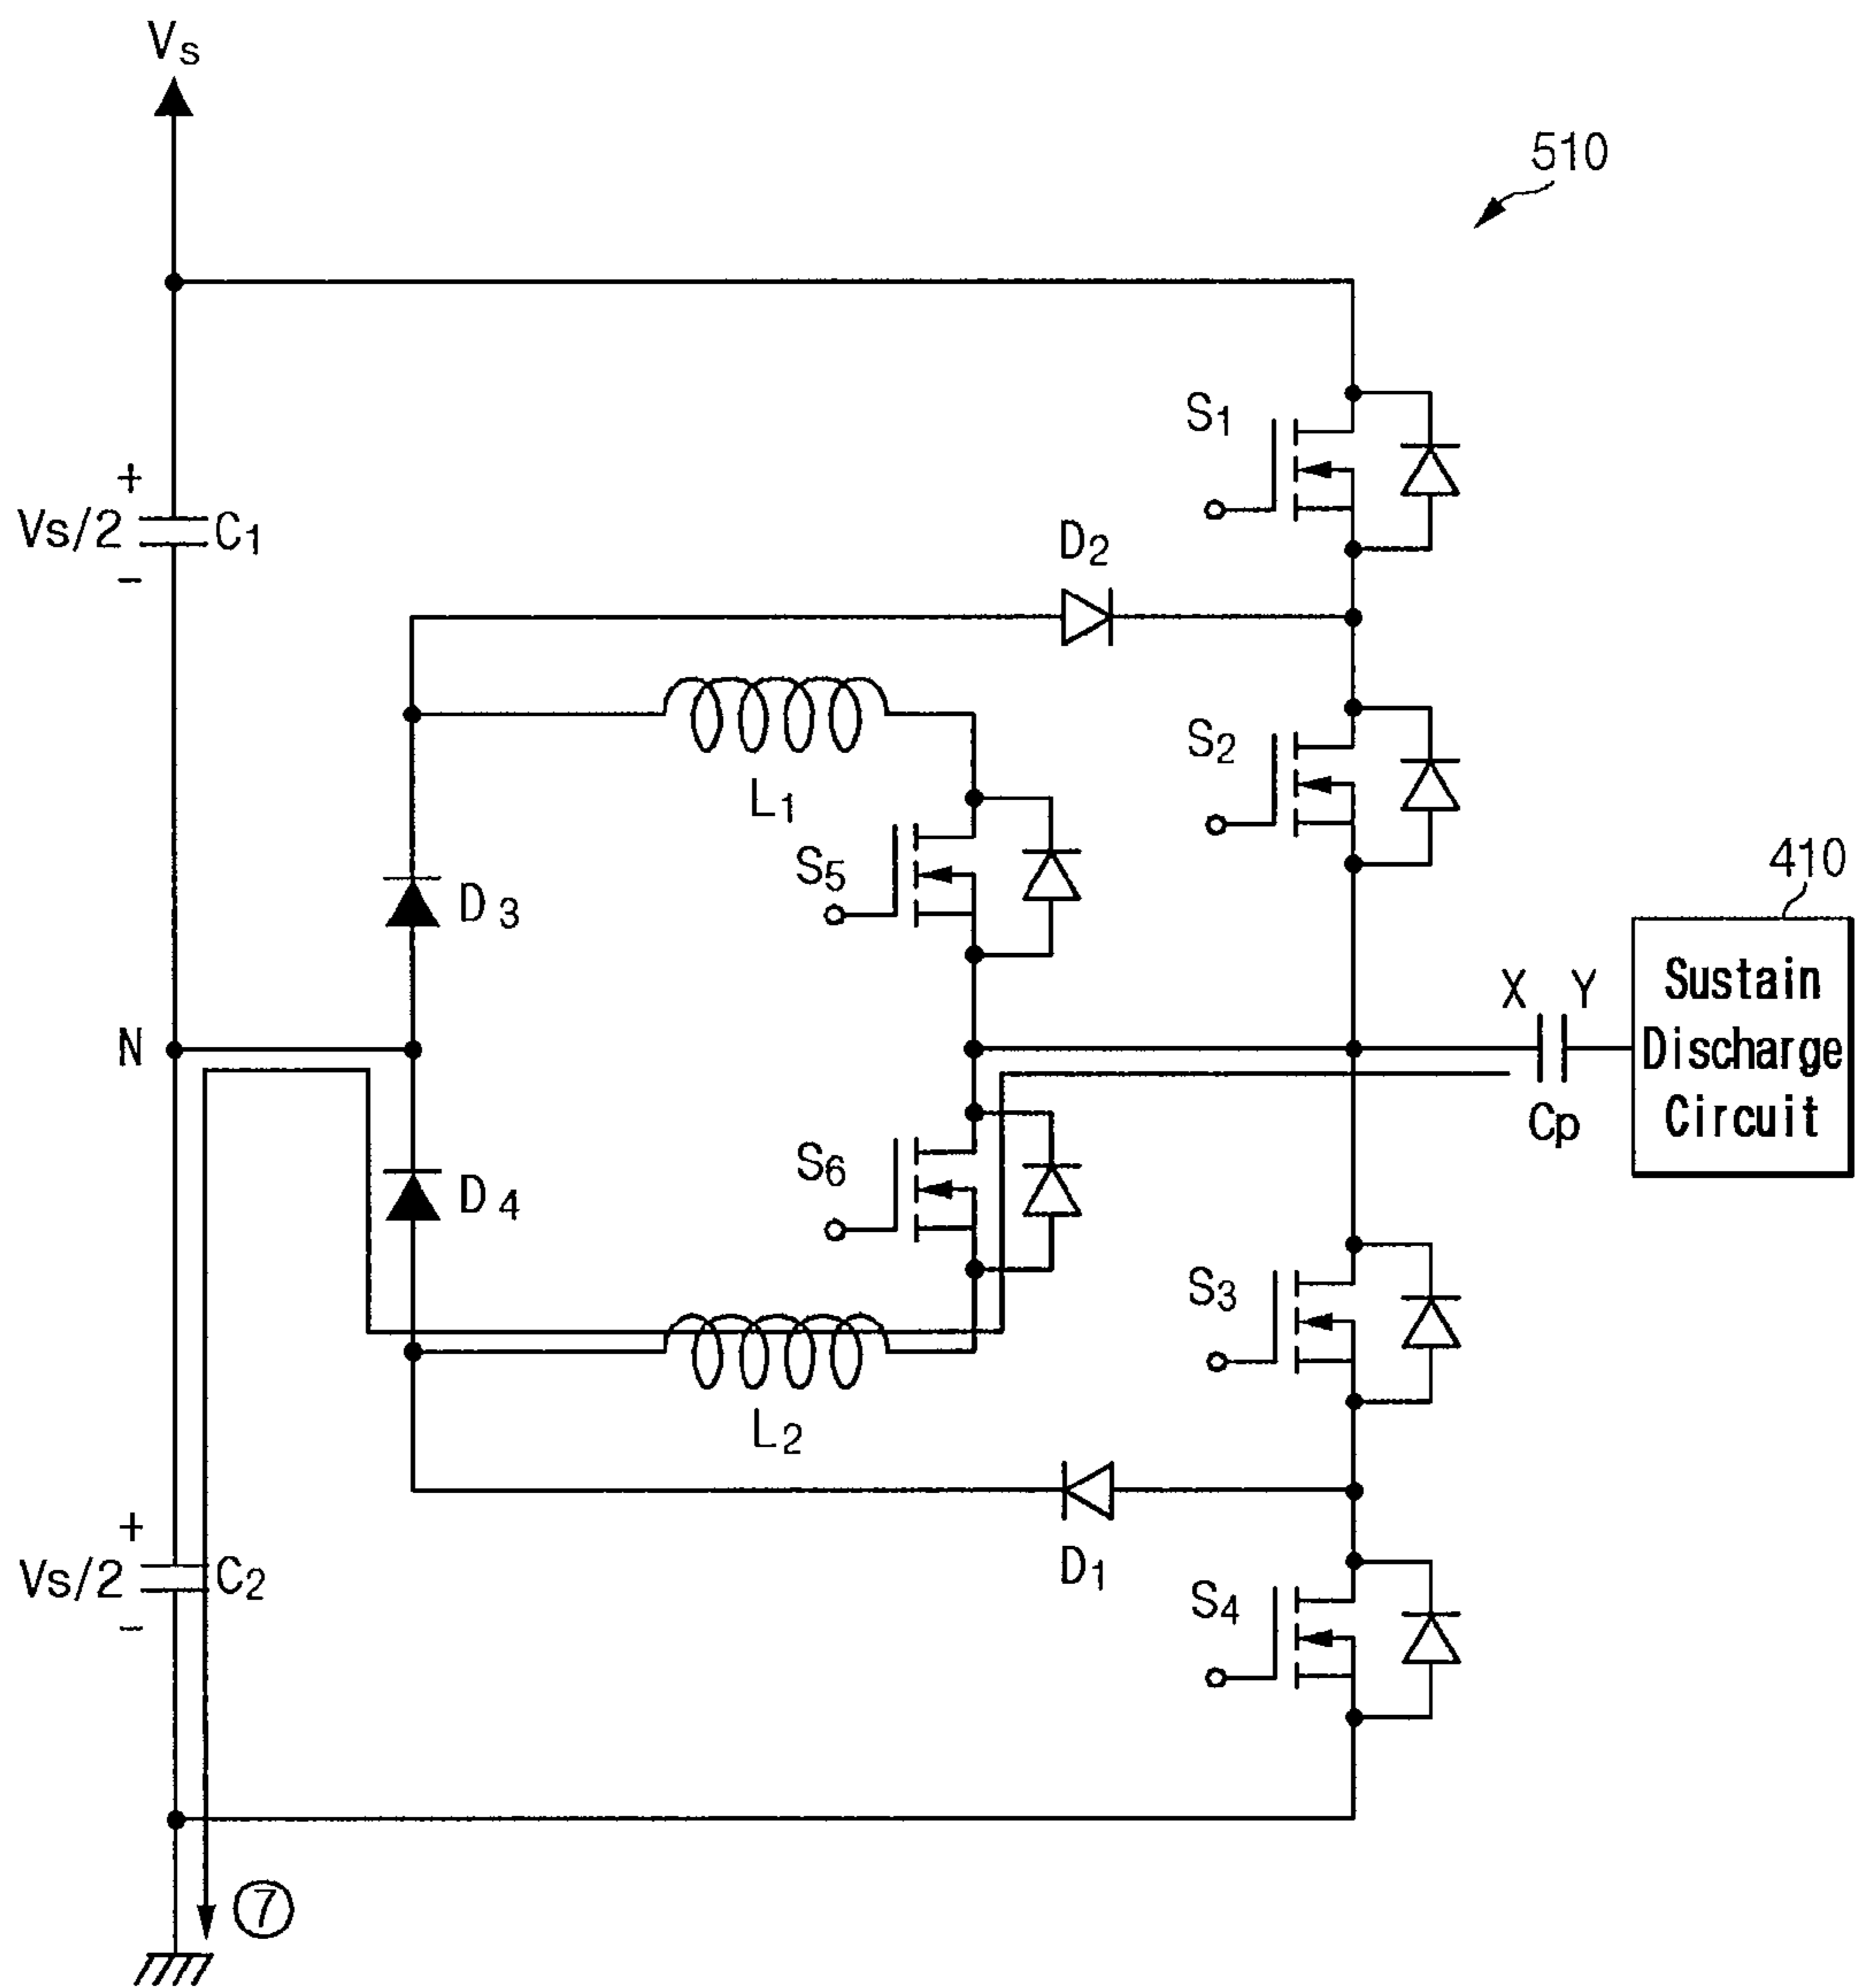 Vs
510
S1
+
Vs/2
C1
−
D2
S2
L1
S5
410
D3
X
Y
Sustain
Discharge
Circuit
N
Cp
S6
D4
S3
L2
+
Vs/2
C2
−
D1
S4
⑦